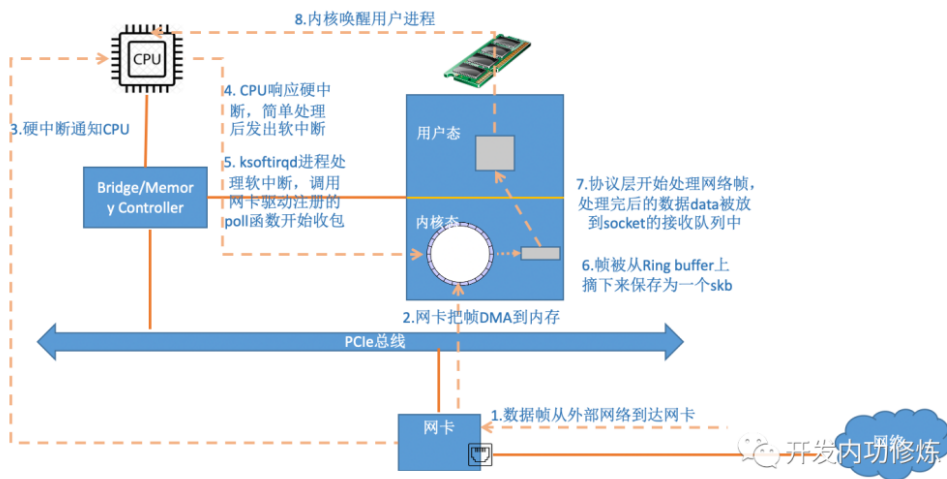 8.内核唤醒用户进程
CPU
4. CPU响应硬中
断，简单处理
后发出软中断
3.硬中断通知CPU
用户态
5. ksoftirqd进程处
理软中断，调用
网卡驱动注册的
poll函数开始收包
Bridge/Memor
y Controller
7.协议层开始处理网络帧，
处理完后的数据data被放
到socket的接收队列中
内核态
6.帧被从Ring buffer上
摘下来保存为一个skb
2.网卡把帧DMA到内存
PCIe总线
1.数据帧从外部网络到达网卡
网卡
网络
开发内功修炼